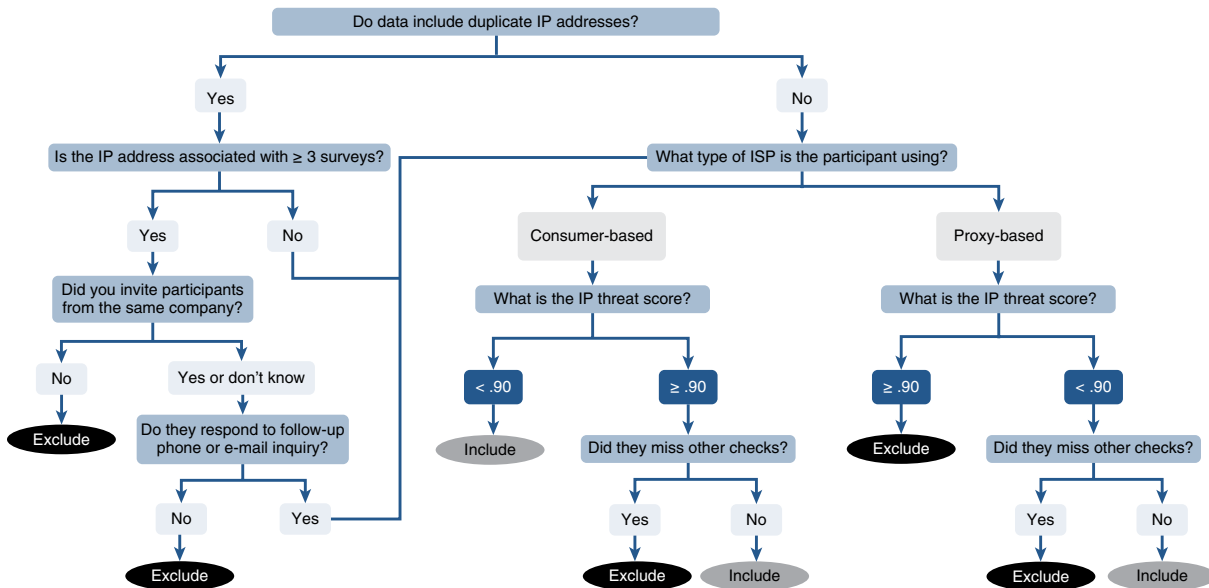 Do data include duplicate IP addresses?
Yes
No
Is the IP address associated with ≥ 3 surveys?
What type of ISP is the participant using?
Yes
No
Consumer-based
Proxy-based
Did you invite participants
from the same company?
What is the IP threat score?
What is the IP threat score?
No
Yes or don't know
< .90
≥ .90
≥ .90
< .90
Exclude
Do they respond to follow-up
phone or e-mail inquiry?
Include
Did they miss other checks?
Exclude
Did they miss other checks?
No
Yes
Yes
No
Yes
No
Exclude
Exclude
Include
Exclude
Include